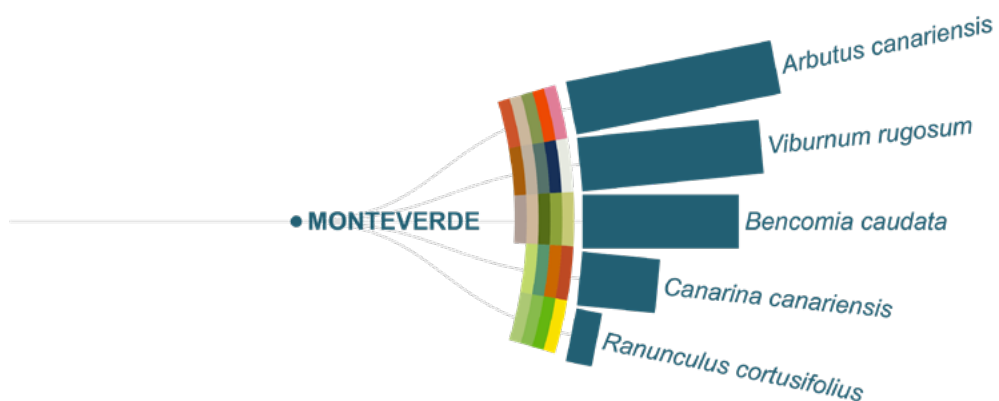 Arbutus canariensis
Viburnum rugosum
MONTEVERDE
Bencomia caudata
Canarina canariensis
Ranunculus cortusifolius